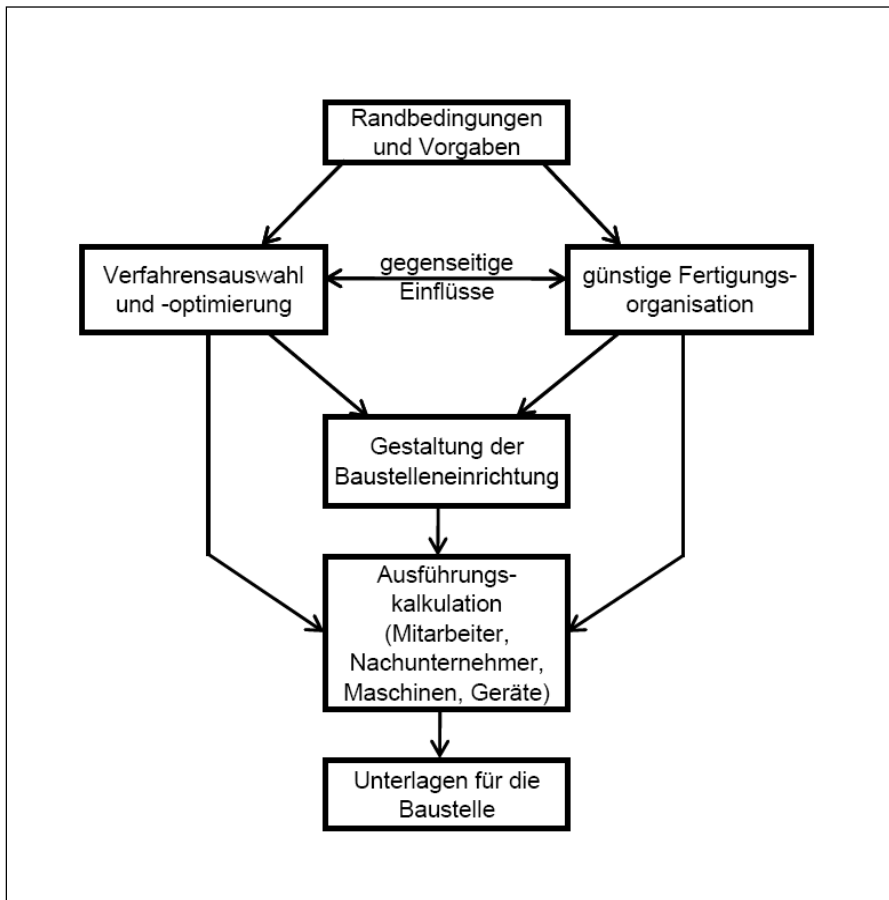 Randbedingungen
und Vorgaben
Verfahrensauswahl
und -optimierung
gegenseitige
Einflüsse
günstige Fertigungs-
organisation
Gestaltung der
Baustelleneinrichtung
Ausführungs-
kalkulation
(Mitarbeiter,
Nachunternehmer,
Maschinen, Geräte)
Unterlagen für die
Baustelle